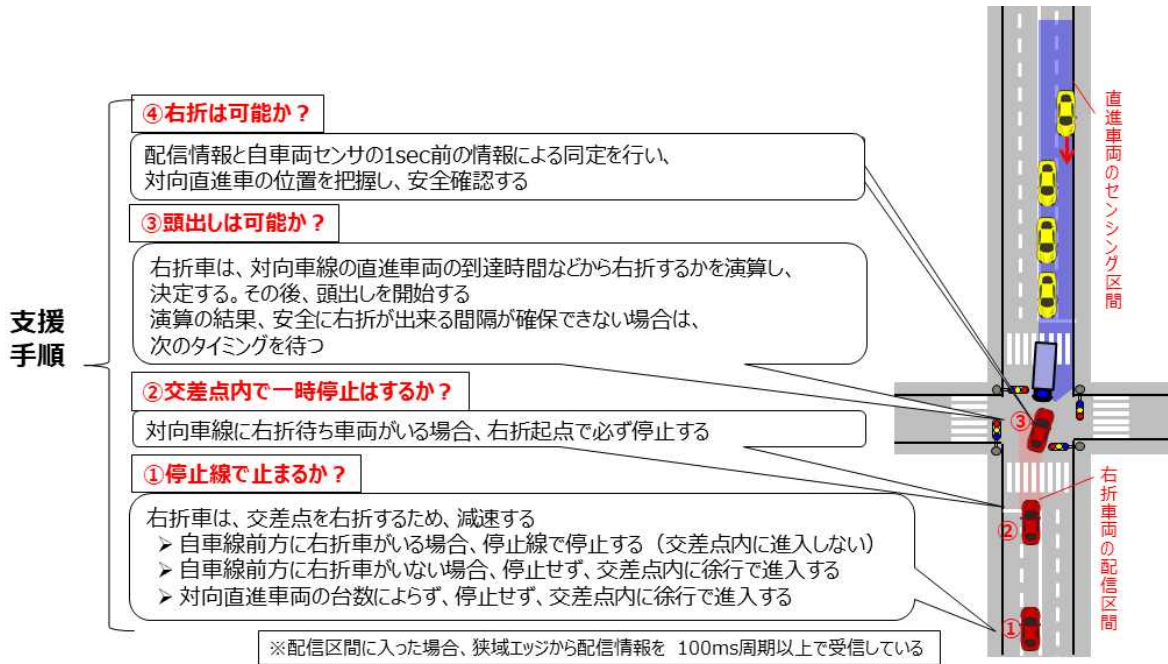 ④右折は可能か?
配信情報と自車両センサの1sec前の情報による同定を行い、
対向直進車の位置を把握し、安全確認する
③頭出しは可能か?
右折車は、対向車線の直進車両の到達時間などから右折するかを演算し、
決定する。その後、頭出しを開始する
演算の結果、安全に右折が出来る間隔が確保できない場合は、
次のタイミングを待つ
支援
手順
②交差点内で一時停止はするか?
対向車線に右折待ち車両がいる場合、右折起点で必ず停止する
①停止線で止まるか?
右折車は、交差点を右折するため、減速する
➤ 自車線前方に右折車がいる場合、停止線で停止する(交差点内に進入しない)
➤ 自車線前方に右折車がいない場合、停止せず、交差点内に徐行で進入する
➤ 対向直進車両の台数によらず、停止せず、交差点内に徐行で進入する
※配信区間に入った場合、狭域エッジから配信情報を 100ms周期以上で受信している
直進車両のセンシング区間
③
右折車両の配信区間
②
①